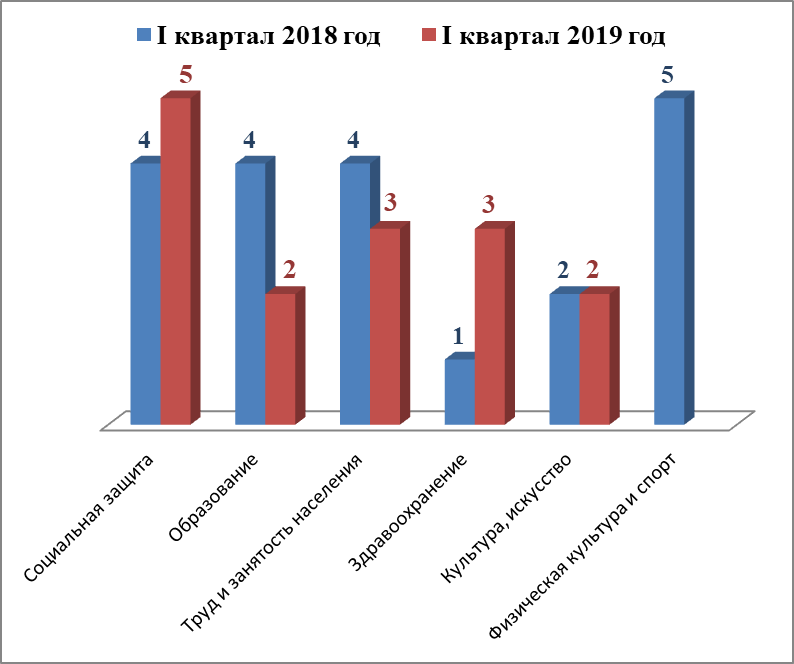 I квартал 2018 год I квартал 2019 год
4 5 4 2 4 3 1 3 2 2 5
Социальная защита
Образование
Труд и занятость населения
Здравоохранение
Культура, искусство
Физическая культура и спорт